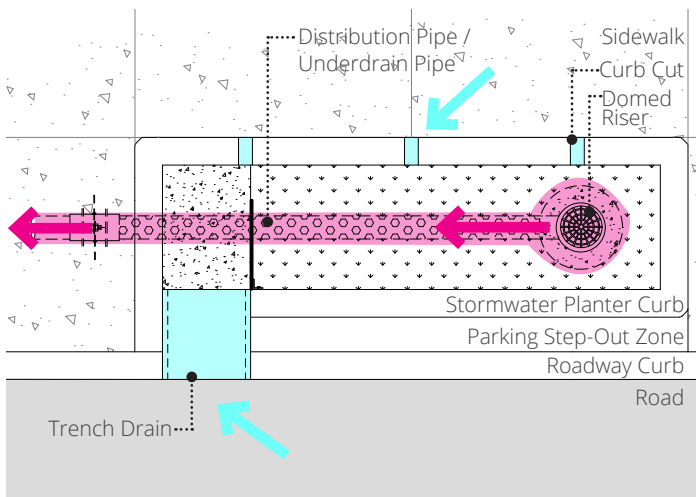 Distribution Pipe /
Underdrain Pipe
Sidewalk
Curb Cut
Domed
Riser
Stormwater Planter Curb
Parking Step-Out Zone
Roadway Curb
Road
Trench Drain